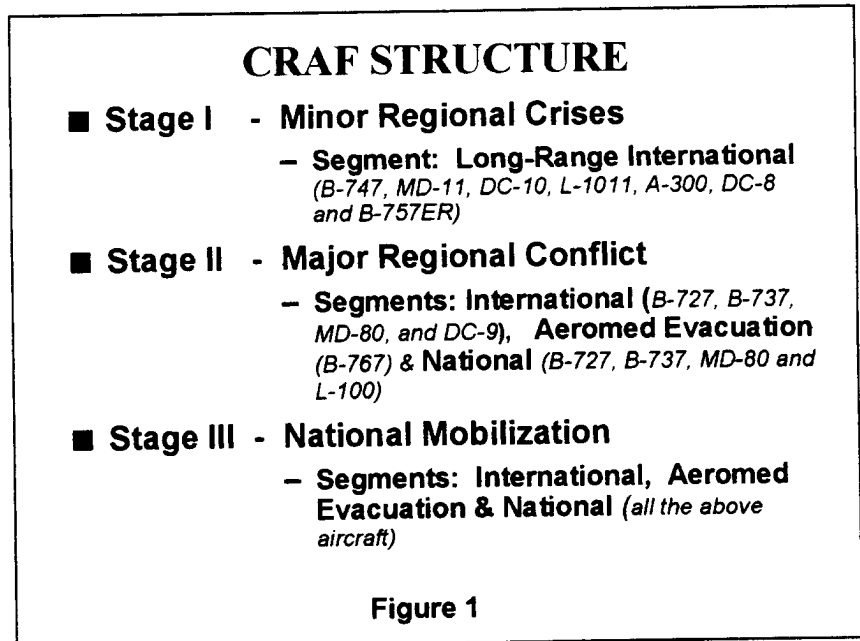 CRAF STRUCTURE
■ Stage I - Minor Regional Crises
– Segment: Long-Range International
(B-747, MD-11, DC-10, L-1011, A-300, DC-8
and B-757ER)
■ Stage II - Major Regional Conflict
– Segments: International (B-727, B-737,
MD-80, and DC-9), Aeromed Evacuation
(B-767) & National (B-727, B-737, MD-80 and
L-100)
■ Stage III - National Mobilization
– Segments: International, Aeromed
Evacuation & National (all the above
aircraft)
Figure 1